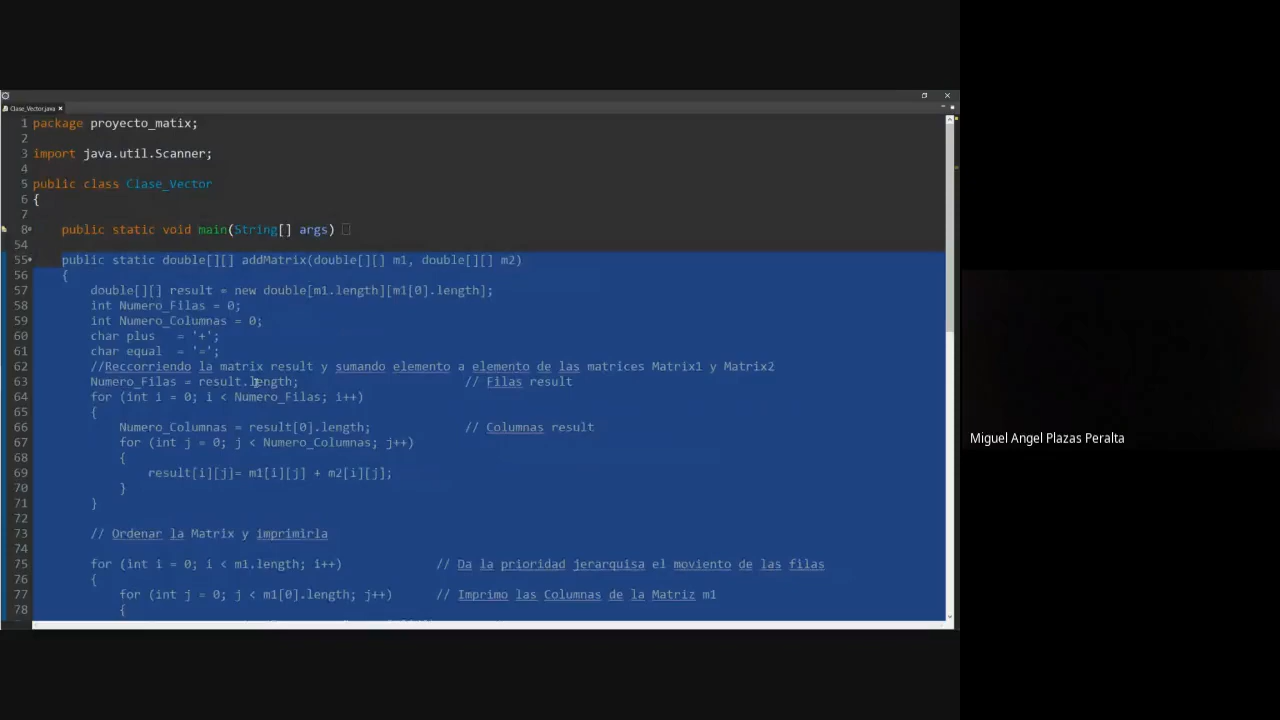 Clase_Vector.java
1 package proyecto_matix;
2
3 import java.util.Scanner;
4
5 public class Clase_Vector
6 {
7
8 public static void main(String[] args)
54
55 public static double[][] addMatrix(double[][] m1, double[][] m2)
56 {
57 double[][] result = new double[m1.length][m1[0].length];
58 int Numero_Filas = 0;
59 int Numero_Columnas = 0;
60 char plus = '+';
61 char equal = '=';
62 //Reccorriendo la matrix result y sumando elemento a elemento de las matrices Matrix1 y Matrix2
63 Numero_Filas = result.length; // Filas result
64 for (int i = 0; i < Numero_Filas; i++)
65 {
66 Numero_Columnas = result[0].length; // Columnas result
67 for (int j = 0; j < Numero_Columnas; j++)
68 {
69 result[i][j]= m1[i][j] + m2[i][j];
70 }
71 }
72
73 // Ordenar la Matrix y imprimirla
74
75 for (int i = 0; i < m1.length; i++) // Da la prioridad jerarquisa el moviento de las filas
76 {
77 for (int j = 0; j < m1[0].length; j++) // Imprimo las Columnas de la Matriz m1
78 {
Miguel Angel Plazas Peralta